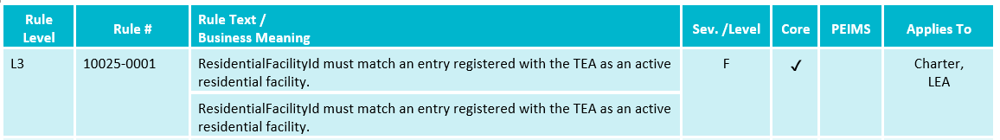 Rule Level
Rule #
Rule Text /
Business Meaning
Sev. /Level
Core
PEIMS
Applies To
L3
10025-0001
ResidentialFacilityId must match an entry registered with the TEA as an active
residential facility.
F
✓
Charter,
LEA
ResidentialFacilityId must match an entry registered with the TEA as an active
residential facility.